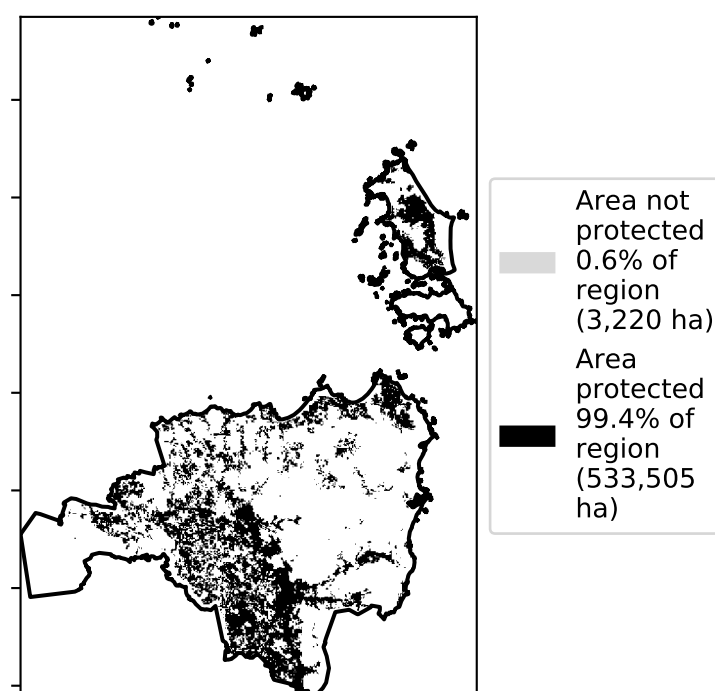 Area not
protected
0.6% of
region
(3,220 ha)
Area
protected
99.4% of
region
(533,505
ha)